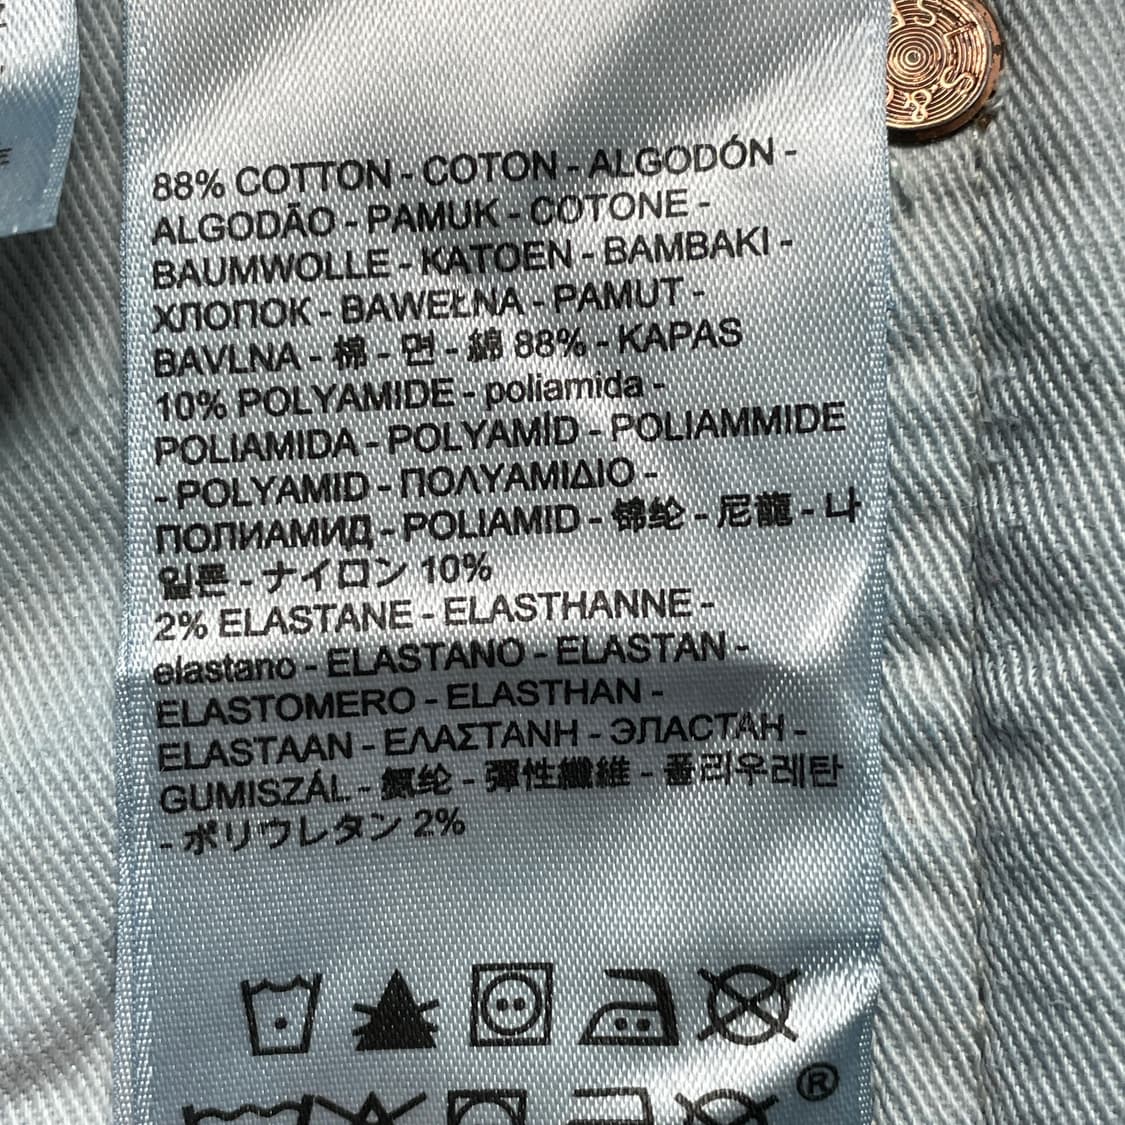 88% COTTON - COTON - ALGODÓN -
ALGODÃO - PAMUK - COTONE -
BAUMWOLLE - KATOEN - BAMBAKI -
ХЛОПОК - BAWEŁNA - PAMUT -
BAVLNA - 棉 - 면 - 綿 88% - KAPAS
10% POLYAMIDE - poliamida -
POLIAMIDA - POLYAMİD - POLIAMMIDE
- POLYAMID - ΠΟΛΥΑΜΙΔΙΟ -
ПОЛИАМИД - POLIAMID - 锦纶 - 尼龍 - 나
일론 - ナイロン 10%
2% ELASTANE - ELASTHANNE -
elastano - ELASTANO - ELASTAN -
ELASTOMERO - ELASTHAN -
ELASTAAN - ΕΛΑΣΤΑΝΗ - ЭЛАСТАН -
GUMISZÁL - 氨纶 - 彈性纖維 - 폴리우레탄
- ポリウレタン 2%
®